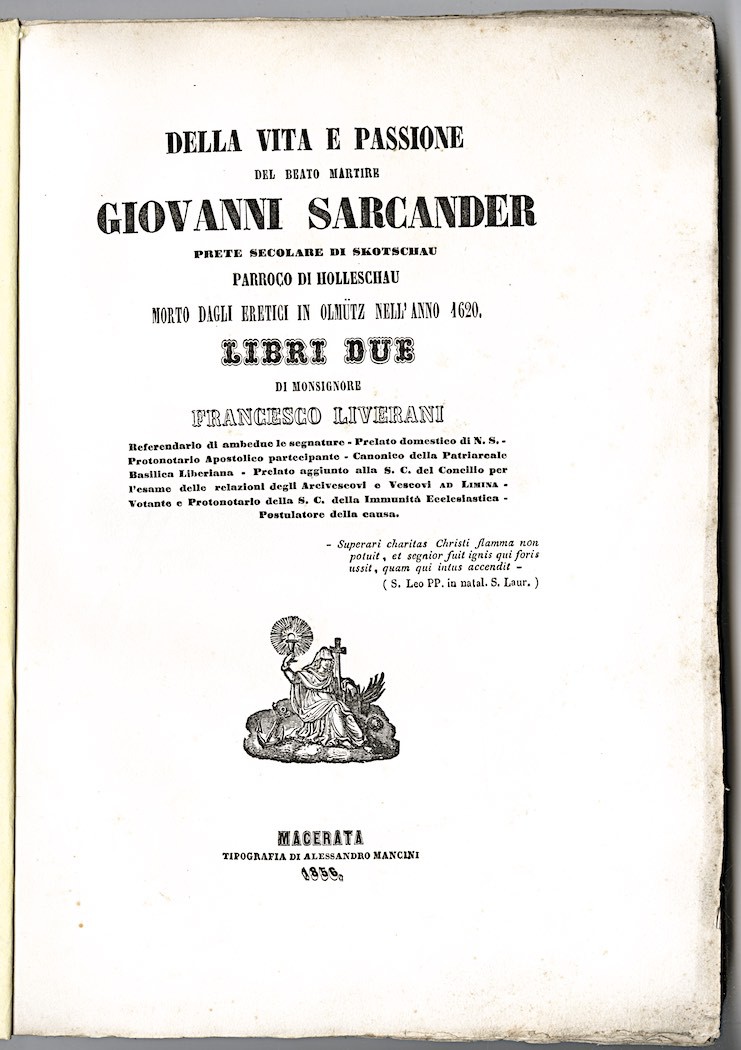 DELLA VITA E PASSIONE
DEL BEATO MARTIRE
GIOVANNI SARCANDER
PRETE SECOLARE DI SKOTSCHAU
PARROCO DI HOLLESCHAU
MORTO DAGLI ERETICI IN OLMÜTZ NELL' ANNO 1620.
LIBRI DUE
DI MONSIGNORE
FRANCESCO LIVERANI
Referendario di ambedue le segnature - Prelato domestico di N. S. -
Protonotario Apostolico partecipante - Canonico della Patriarcale
Basilica Liberiana - Prelato aggiunto alla S. C. del Concilio per
l'esame delle relazioni degli Arcivescovi e Vescovi AD LIMINA -
Votante e Protonotario della S. C. della Immunità Ecclesiastica -
Postulatore della causa.
- Superari charitas Christi flamma non
potuit, et segnior fuit ignis qui foris
ussit, quam qui intus accendit -
( S. Leo PP. in natal. S. Laur. )
MACERATA
TIPOGRAFIA DI ALESSANDRO MANCINI
1856.